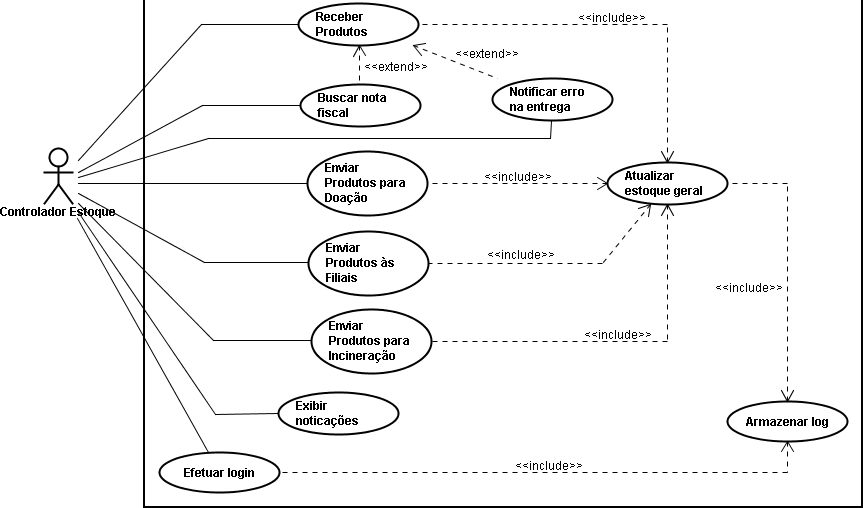 Receber
Produtos
<<include>>
<<extend>>
<<extend>>
Buscar nota
fiscal
Notificar erro
na entrega
Controlador Estoque
Enviar
Produtos para
Doação
<<include>>
Atualizar
estoque geral
Enviar
Produtos às
Filiais
<<include>>
<<include>>
Enviar
Produtos para
Incineração
<<include>>
Exibir
noticações
Armazenar log
Efetuar login
<<include>>